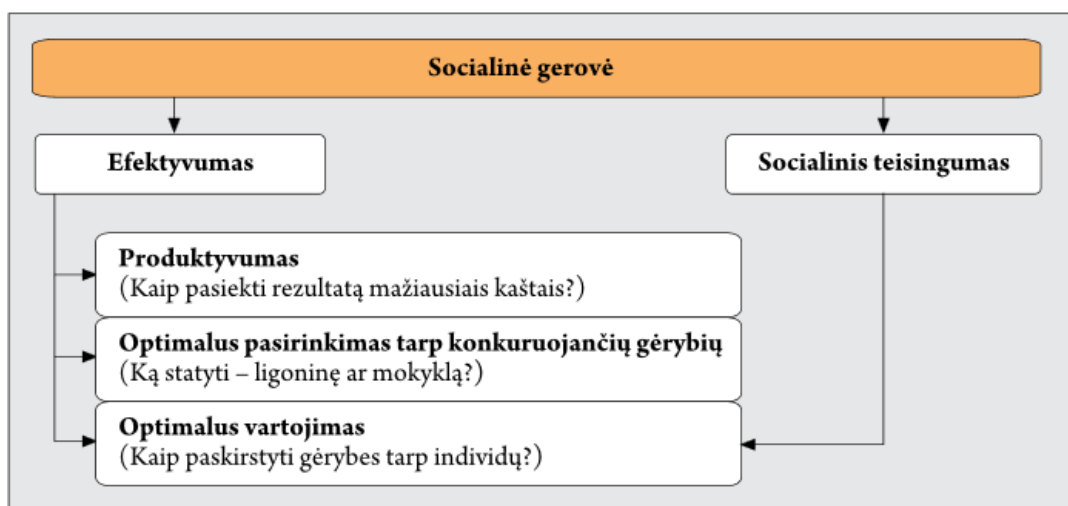 Socialinė gerovė
Efektyvumas
Socialinis teisingumas
Produktyvumas
(Kaip pasiekti rezultatą mažiausiais kaštais?)
Optimalus pasirinkimas tarp konkuruojančių gėrybių
(Ką statyti – ligoninę ar mokyklą?)
Optimalus vartojimas
(Kaip paskirstyti gėrybes tarp individų?)